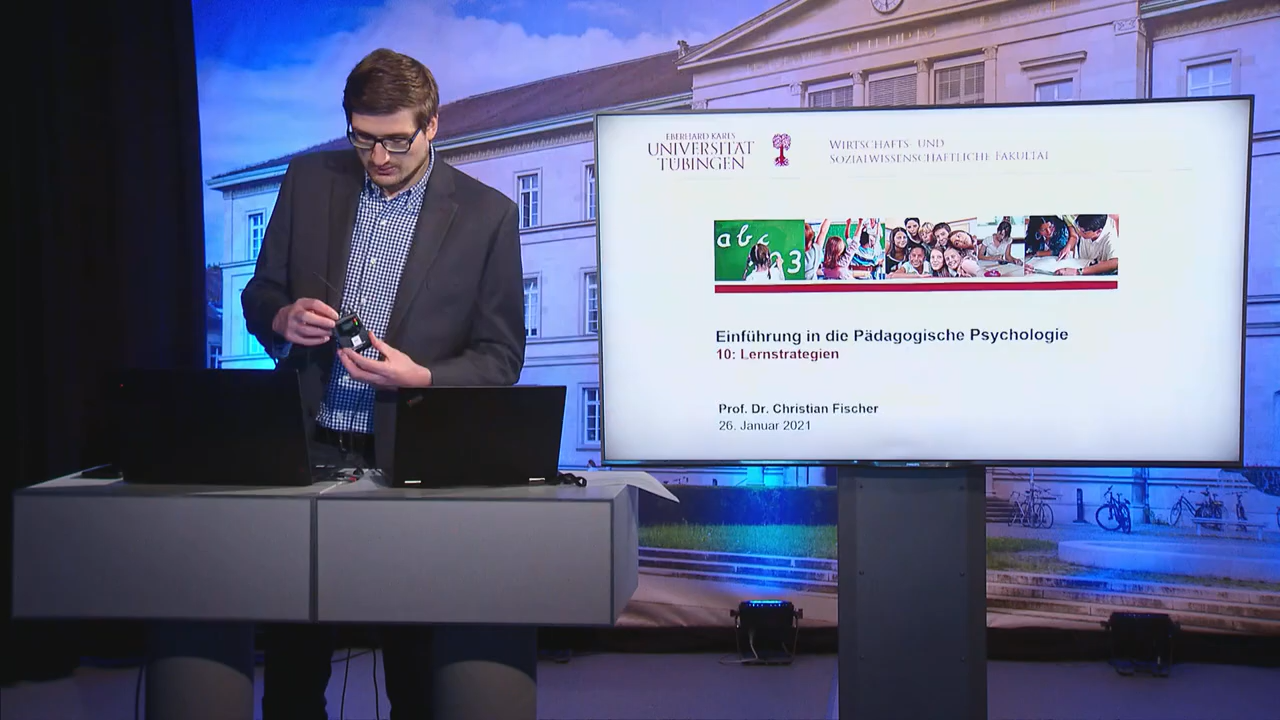 EBERHARD KARLS
UNIVERSITÄT
TÜBINGEN
WIRTSCHAFTS- UND
SOZIALWISSENSCHAFTLICHE FAKULTÄT
abc
3
Einführung in die Pädagogische Psychologie
10: Lernstrategien
Prof. Dr. Christian Fischer
26. Januar 2021